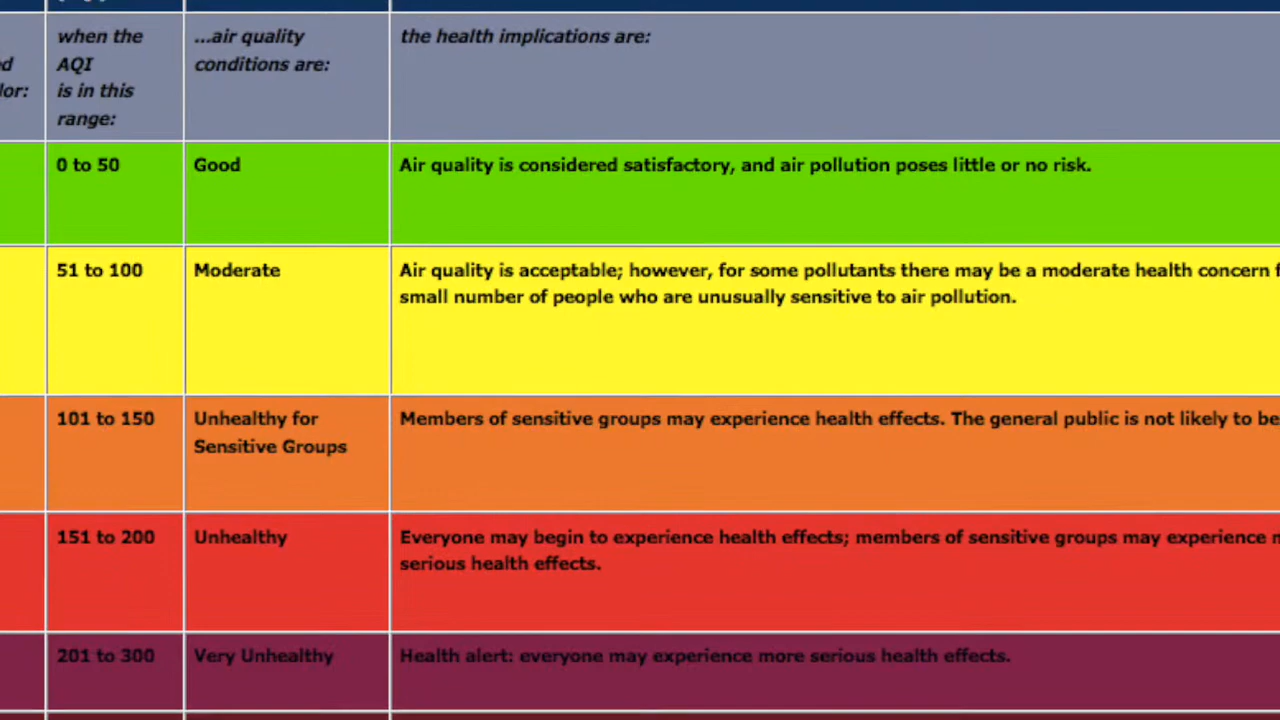 when the
AQI
is in this
range:
...air quality
conditions are:
the health implications are:
0 to 50
Good
Air quality is considered satisfactory, and air pollution poses little or no risk.
51 to 100
Moderate
Air quality is acceptable; however, for some pollutants there may be a moderate health concern
small number of people who are unusually sensitive to air pollution.
101 to 150
Unhealthy for
Sensitive Groups
Members of sensitive groups may experience health effects. The general public is not likely to be
151 to 200
Unhealthy
Everyone may begin to experience health effects; members of sensitive groups may experience
serious health effects.
201 to 300
Very Unhealthy
Health alert: everyone may experience more serious health effects.